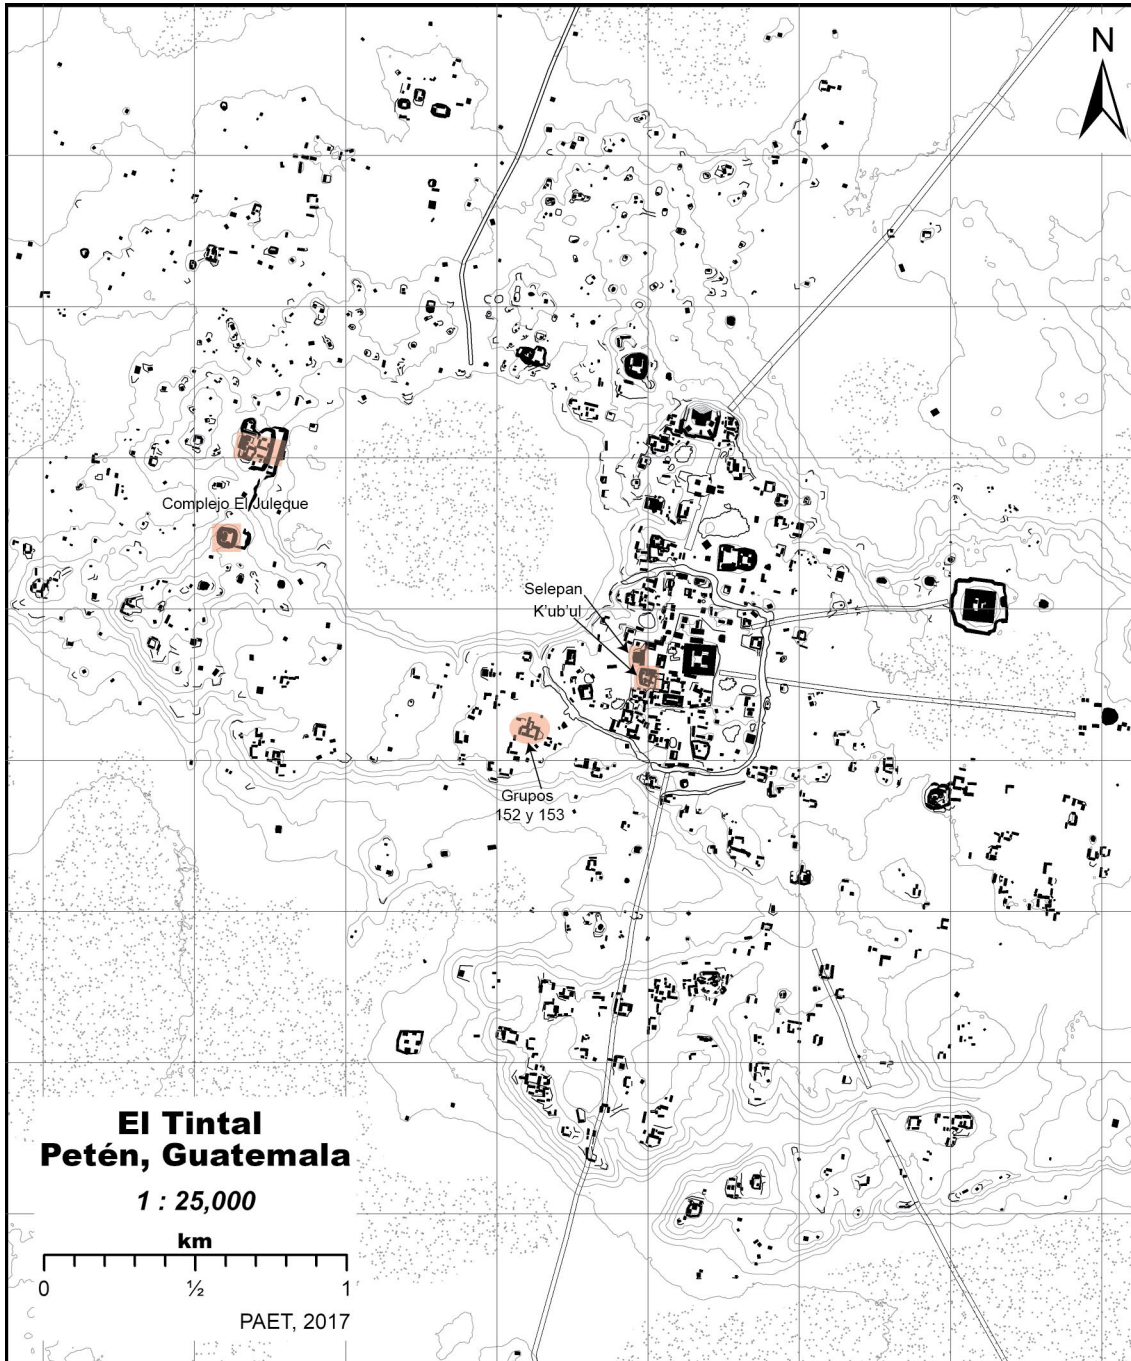 N
Complejo El Juleque
Selepan
K'ub'ul
Grupos
152 y 153
El Tintal
Petén, Guatemala
1 : 25,000
km
0 ½ 1
PAET, 2017